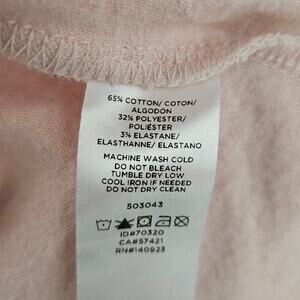 65% COTTON/ COTON/
ALGODON
32% POLYESTER/
POLIÉSTER
3% ELASTANE/
ELASTHANNE/ ELASTANO
MACHINE WASH COLD
DO NOT BLEACH
TUMBLE DRY LOW
COOL IRON IF NEEDED
DO NOT DRY CLEAN
503043
ID#70320
CA#57421
RN#140923